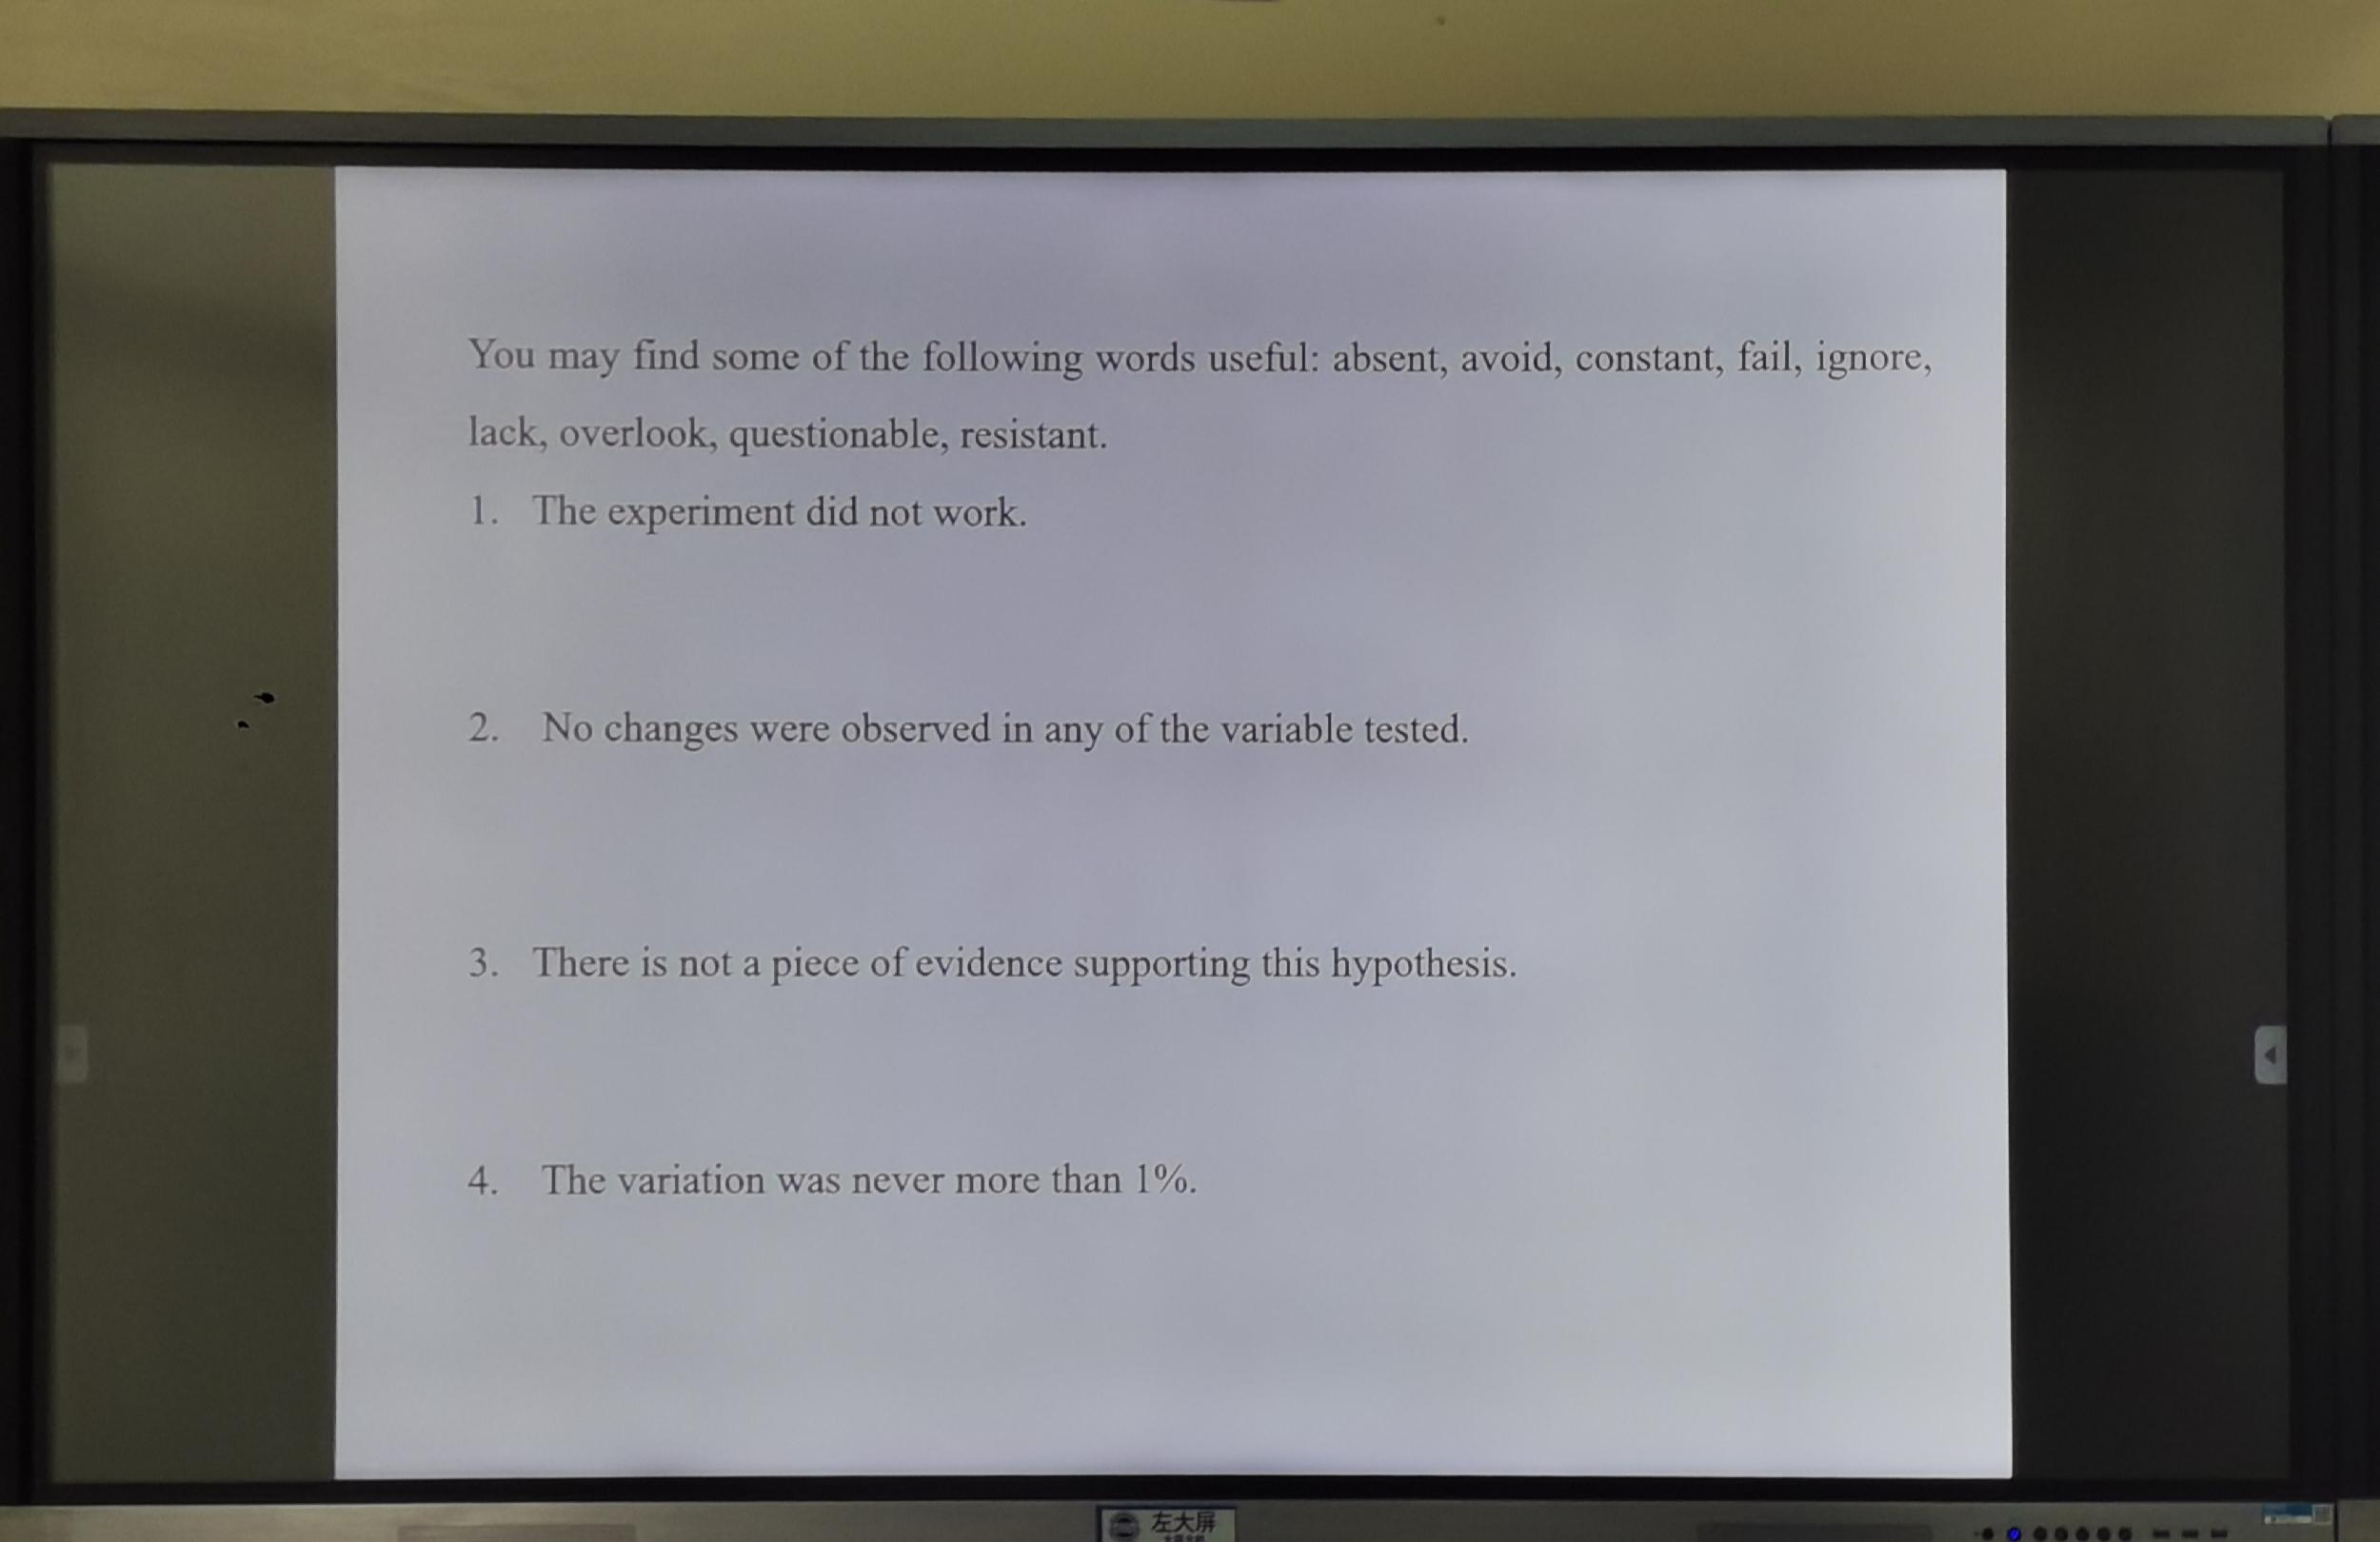 You may find some of the following words useful: absent, avoid, constant, fail, ignore,
lack, overlook, questionable, resistant.
1. The experiment did not work.
2. No changes were observed in any of the variable tested.
3. There is not a piece of evidence supporting this hypothesis.
4. The variation was never more than 1%.
左大屏